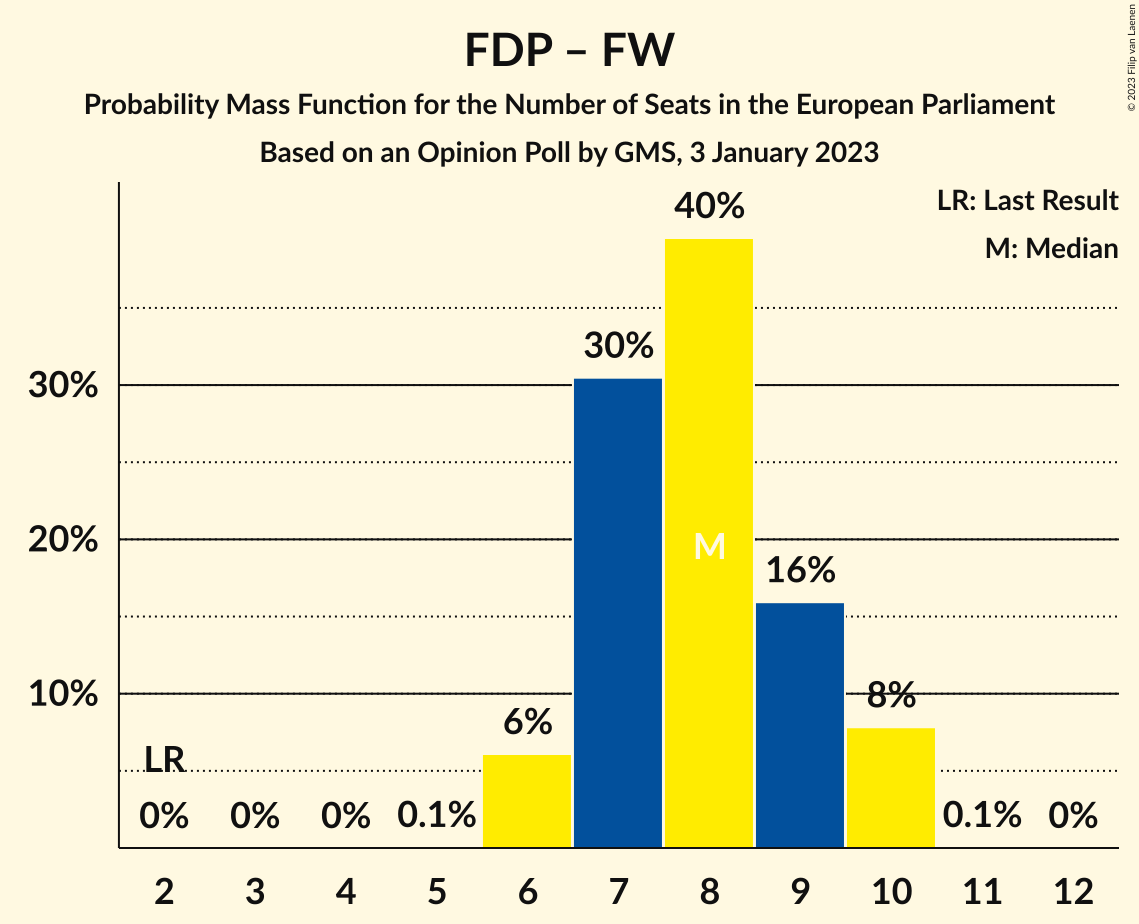 FDP – FW
Probability Mass Function for the Number of Seats in the European Parliament
Based on an Opinion Poll by GMS, 3 January 2023
© 2023 Filip van Laenen
LR: Last Result
M: Median
40%
30%
30%
20%
M
16%
10%
8%
6%
LR
0%
0%
0%
0.1%
0.1%
0%
2 3 4 5 6 7 8 9 10 11 12